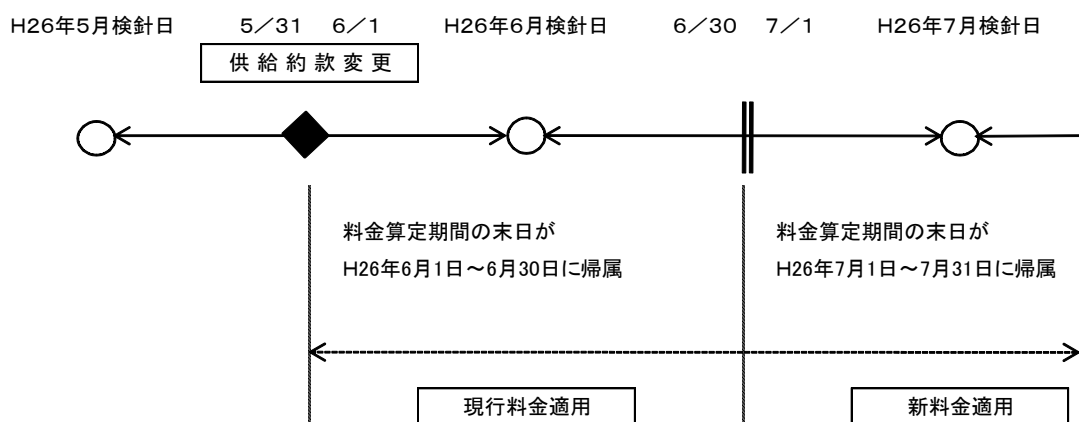 H26年5月検針日 5／31 6／1 H26年6月検針日 6／30 7／1 H26年7月検針日
供給約款変更
料金算定期間の末日が 料金算定期間の末日が
H26年6月1日～6月30日に帰属 H26年7月1日～7月31日に帰属
現行料金適用 新料金適用